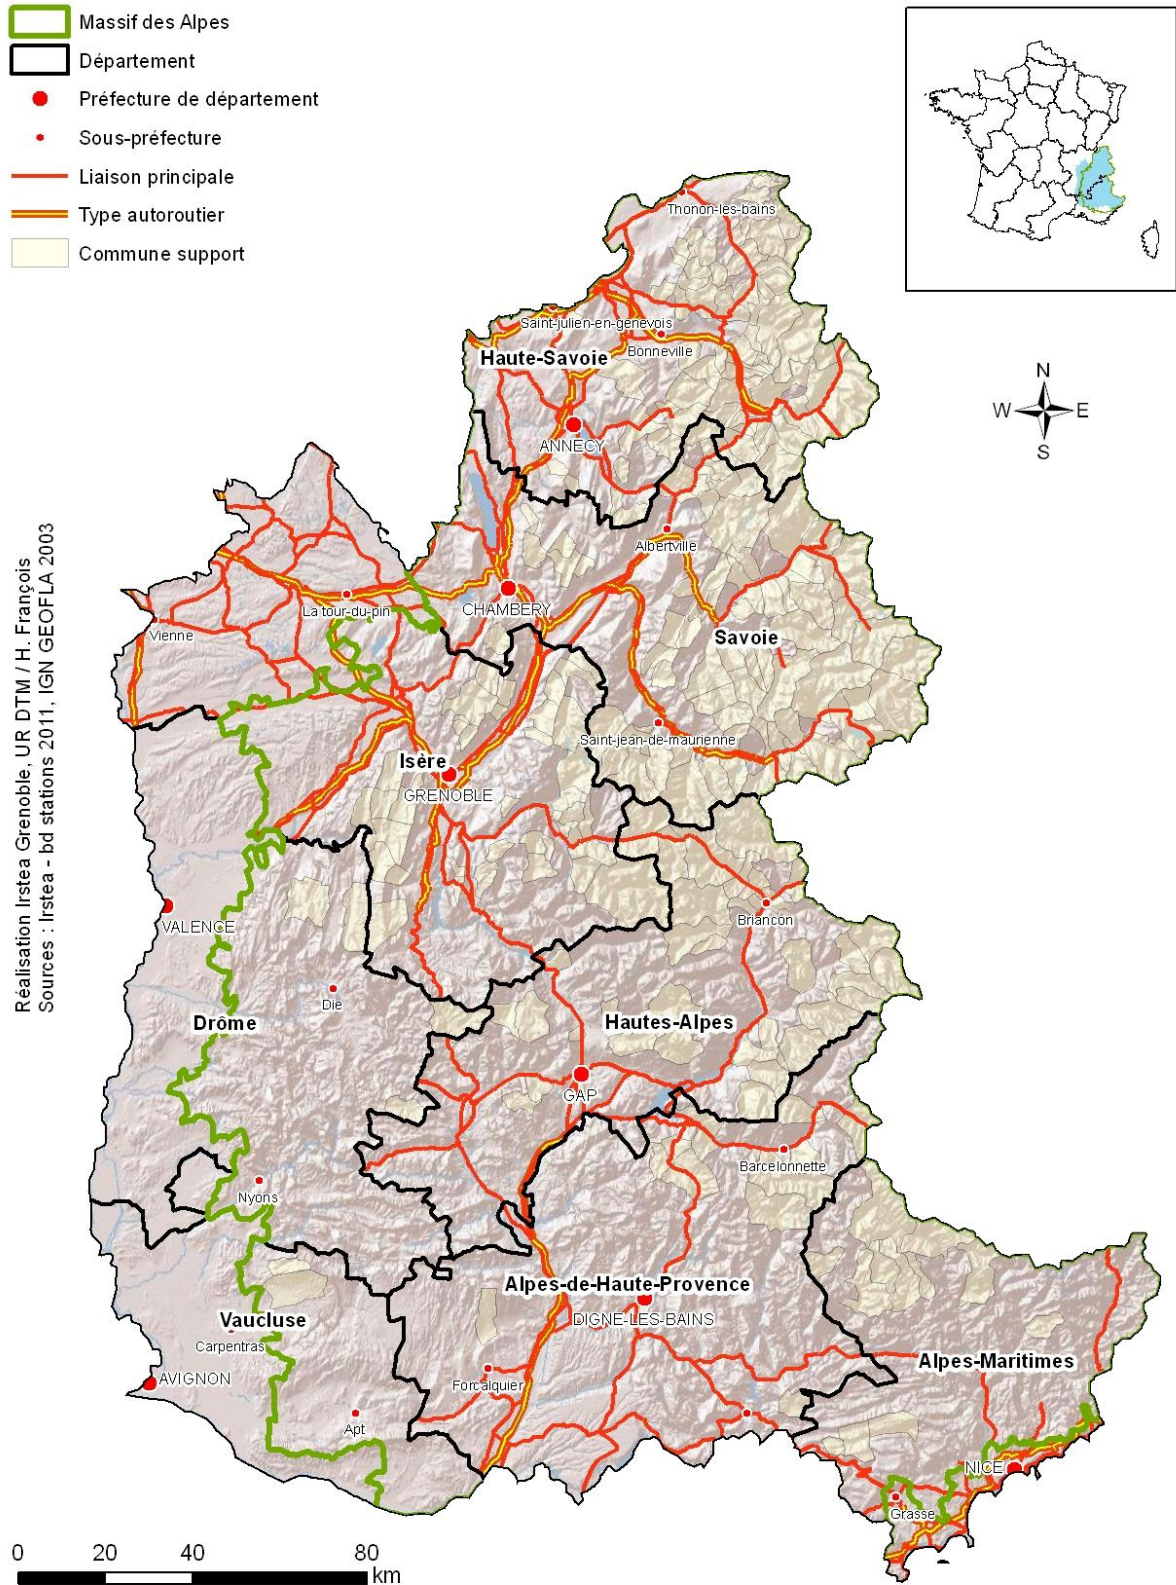 Massif des Alpes
Département
Préfecture de département
Sous-préfecture
Liaison principale
Type autoroutier
Commune support
N
W E
S
Réalisation Irstea Grenoble, UR DTM / H. François
Sources : Irstea - bd stations 2011, IGN GEOFLA 2003
Thonon-les-bains
Saint-julien-en-genevois
Bonneville
Haute-Savoie
ANNECY
Albertville
CHAMBERY
La tour-du-pin
Vienne
Savoie
Saint-jean-de-maurienne
Isère
GRENOBLE
Briancon
VALENCE
Die
Drôme
Hautes-Alpes
GAP
Barcelonnette
Nyons
Alpes-de-Haute-Provence
DIGNE-LES-BAINS
Vaucluse
Carpentras
Alpes-Maritimes
AVIGNON
Forcalquier
Apt
NICE
Grasse
0 20 40 80
km